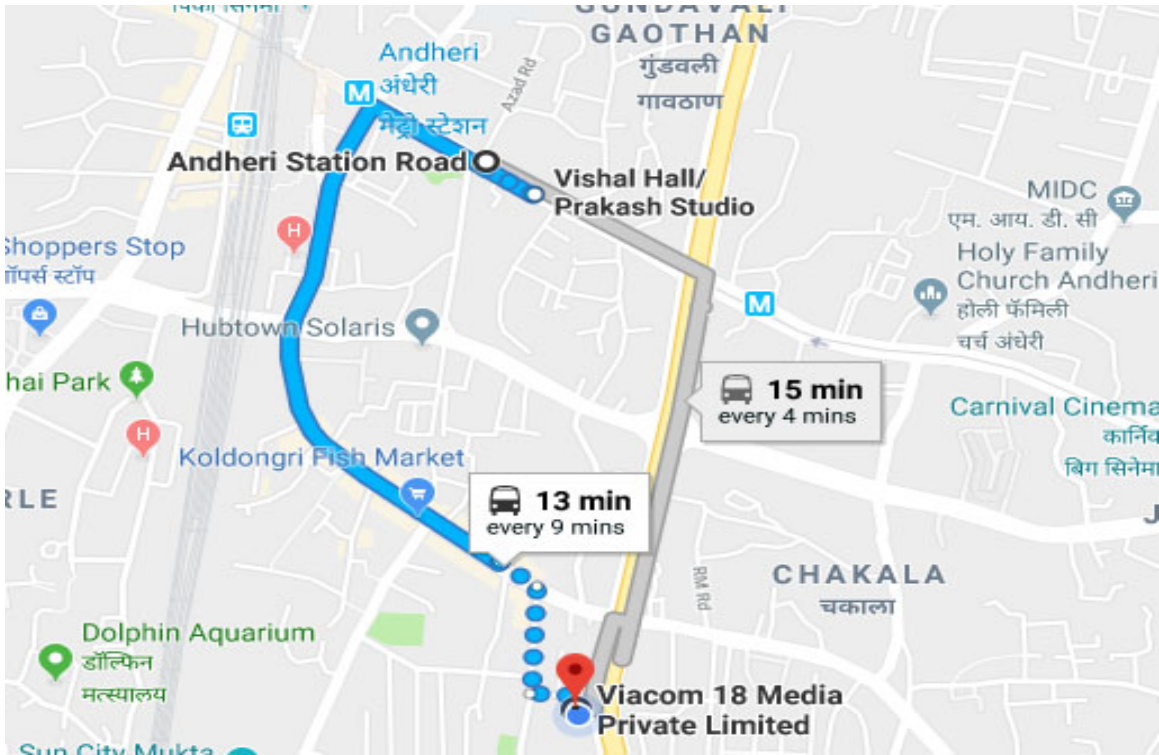 पिंकी सिनेमा
GUNDAVALI
GAOTHAN
गुंडवली
गावठाण
Andheri
अंधेरी
मेट्रो स्टेशन
Azad Rd
Andheri Station Road
Vishal Hall/
Prakash Studio
MIDC
एम. आय. डी. सी
Holy Family
Church Andheri
होली फॅमिली
चर्च अंधेरी
Shoppers Stop
ॉपर्स स्टॉप
Hubtown Solaris
hai Park
15 min
every 4 mins
Carnival Cinema
कार्निव
बिग सिनेमा
Koldongri Fish Market
RLE
13 min
every 9 mins
J
RM Rd
CHAKALA
चकाला
Dolphin Aquarium
डॉल्फिन
मत्स्यालय
Viacom 18 Media
Private Limited
Sun City Mukta
M
M
H
H